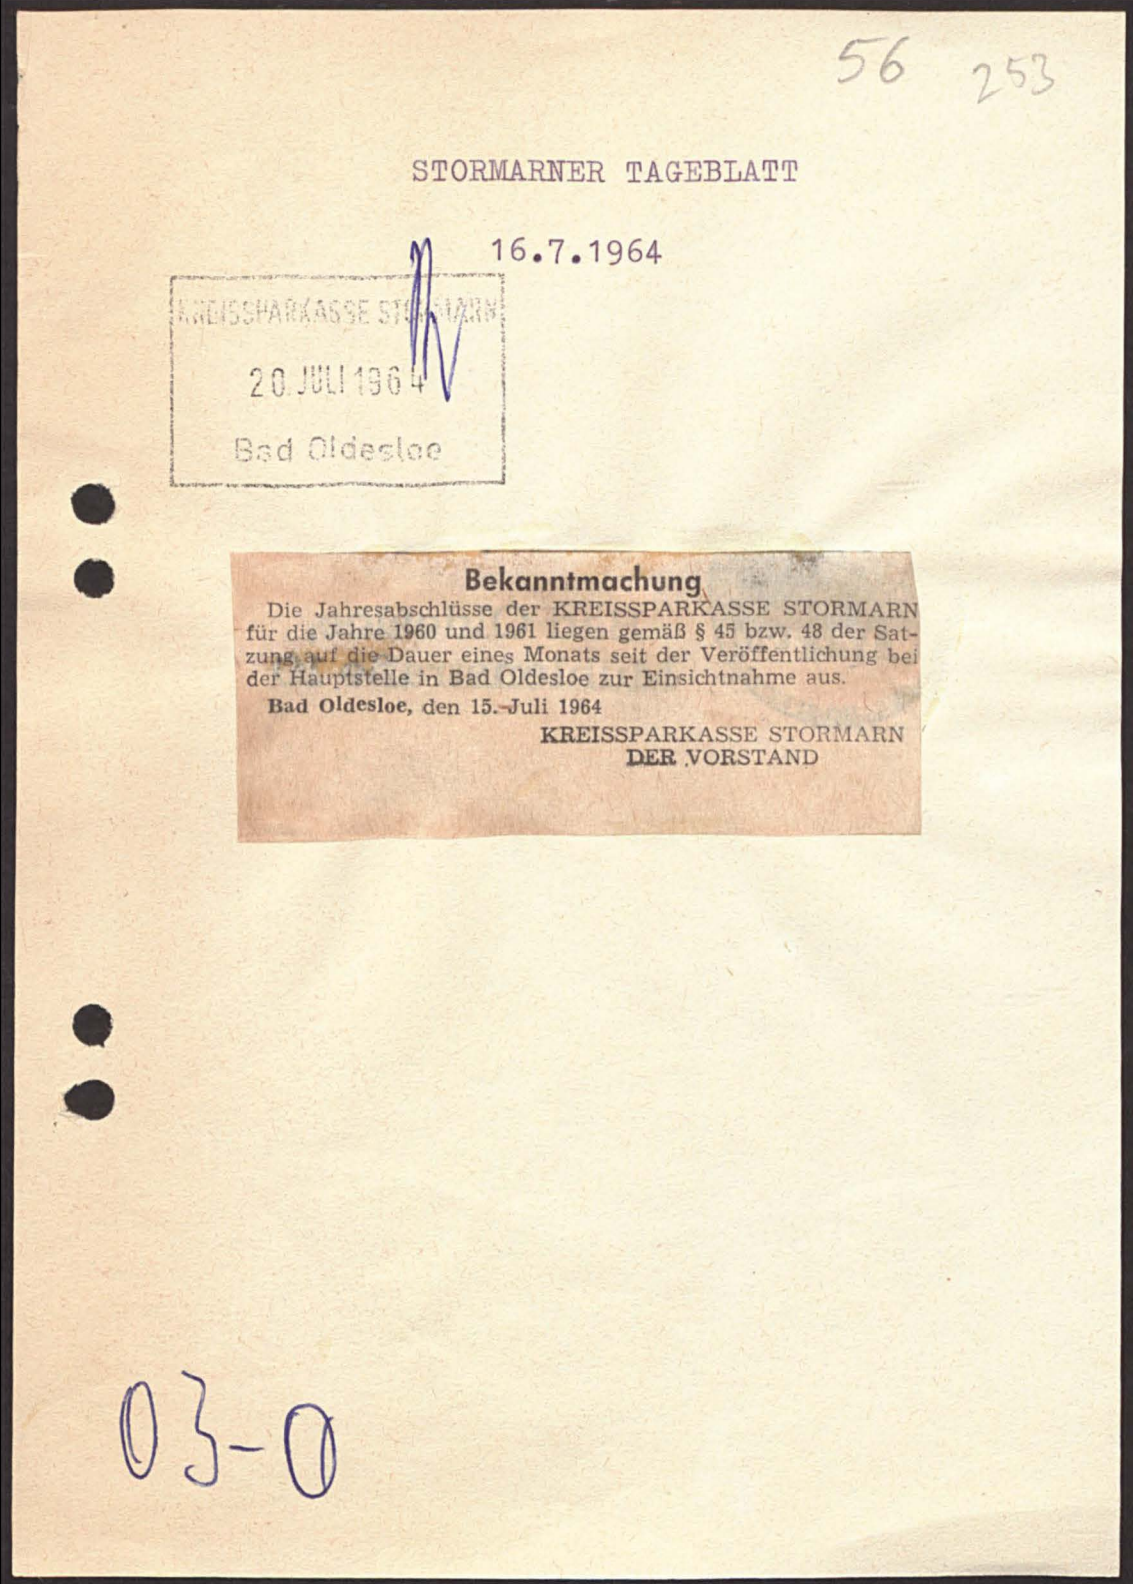 56 253
STORMARNER TAGEBLATT
16.7.1964
KREISSPARKASSE STORMARN
20. JULI 1964
Bad Oldesloe
Bekanntmachung
Die Jahresabschlüsse der KREISSPARKASSE STORMARN
für die Jahre 1960 und 1961 liegen gemäß § 45 bzw. 48 der Sat-
zung auf die Dauer eines Monats seit der Veröffentlichung bei
der Hauptstelle in Bad Oldesloe zur Einsichtnahme aus.
Bad Oldesloe, den 15. Juli 1964
KREISSPARKASSE STORMARN
DER VORSTAND
03-0